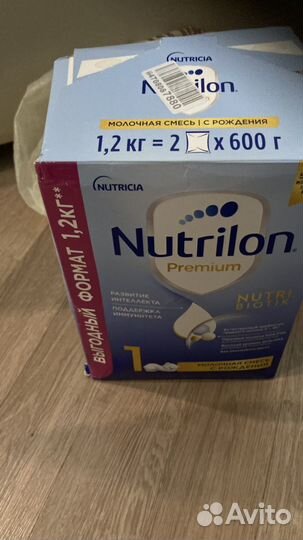 NUTRICIA
Nutrilon
МОЛОЧНАЯ СМЕСЬ | С РОЖДЕНИЯ
1,2 кг = 2 х 600 г
NUTRICIA
ВЫГОДНЫЙ ФОРМАТ 1,2КГ**
Nutrilon
Premium
РАЗВИТИЕ
ИНТЕЛЛЕКТА
ПОДДЕРЖКА
ИММУНИТЕТА
NUTRI
BIOTIX
1
МОЛОЧНАЯ СМЕСЬ
С РОЖДЕНИЯ
Avito